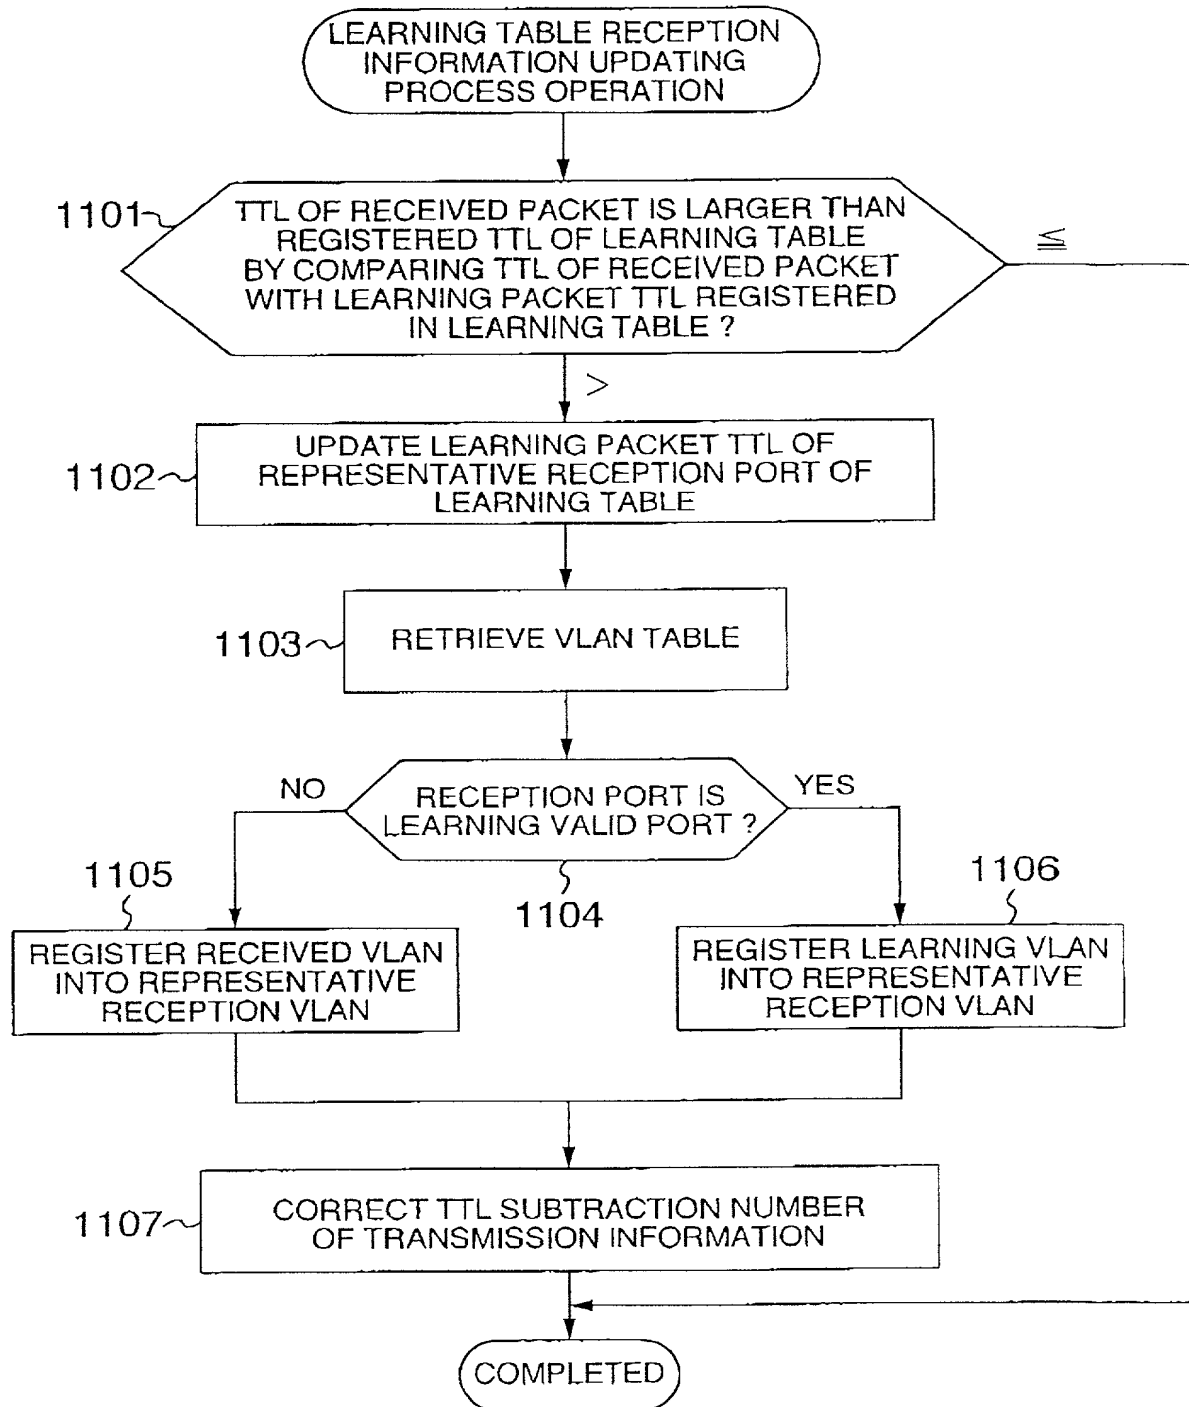 LEARNING TABLE RECEPTION
INFORMATION UPDATING
PROCESS OPERATION
1101
TTL OF RECEIVED PACKET IS LARGER THAN
REGISTERED TTL OF LEARNING TABLE
BY COMPARING TTL OF RECEIVED PACKET
WITH LEARNING PACKET TTL REGISTERED
IN LEARNING TABLE ?
≦
>
1102
UPDATE LEARNING PACKET TTL OF
REPRESENTATIVE RECEPTION PORT OF
LEARNING TABLE
1103
RETRIEVE VLAN TABLE
NO
RECEPTION PORT IS
LEARNING VALID PORT ?
YES
1104
1105
REGISTER RECEIVED VLAN
INTO REPRESENTATIVE
RECEPTION VLAN
1106
REGISTER LEARNING VLAN
INTO REPRESENTATIVE
RECEPTION VLAN
1107
CORRECT TTL SUBTRACTION NUMBER
OF TRANSMISSION INFORMATION
COMPLETED